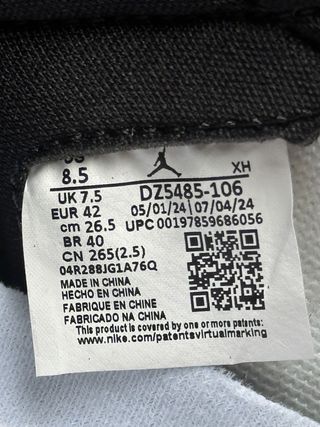 US
8.5
XH
UK 7.5
DZ5485-106
EUR 42
05/01/24 | 07/04/24
cm 26.5
UPC 00197859686056
BR 40
CN 265(2.5)
04R288JG1A76Q
MADE IN CHINA
HECHO EN CHINA
FABRIQUE EN CHINE
FABRICADO NA CHINA
This product is covered by one or more patents:
www.nike.com/patentsvirtualmarking